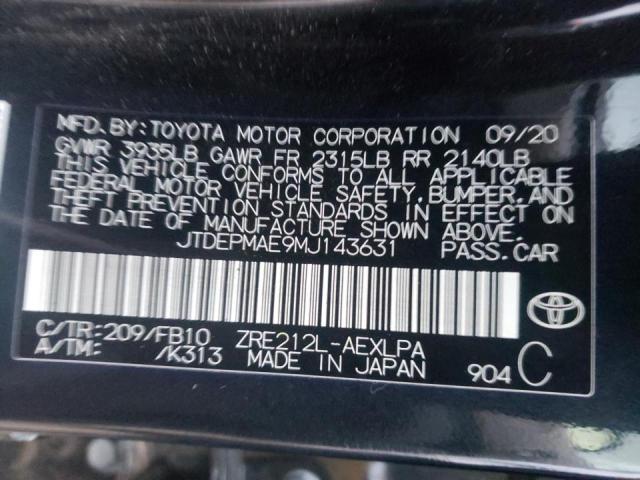 MFD.BY:TOYOTA MOTOR CORPORATION 09/20
GVWR 3935LB GAWR FR 2315LB RR 2140LB
THIS VEHICLE CONFORMS TO ALL APPLICABLE
FEDERAL MOTOR VEHICLE SAFETY,BUMPER,AND
THEFT PREVENTION STANDARDS IN EFFECT ON
THE DATE OF MANUFACTURE SHOWN ABOVE.
JTDEPMAE9MJ143631 PASS.CAR
C/TR:209/FB10 ZRE212L-AEXLPA
A/TM: /K313 MADE IN JAPAN 904 C